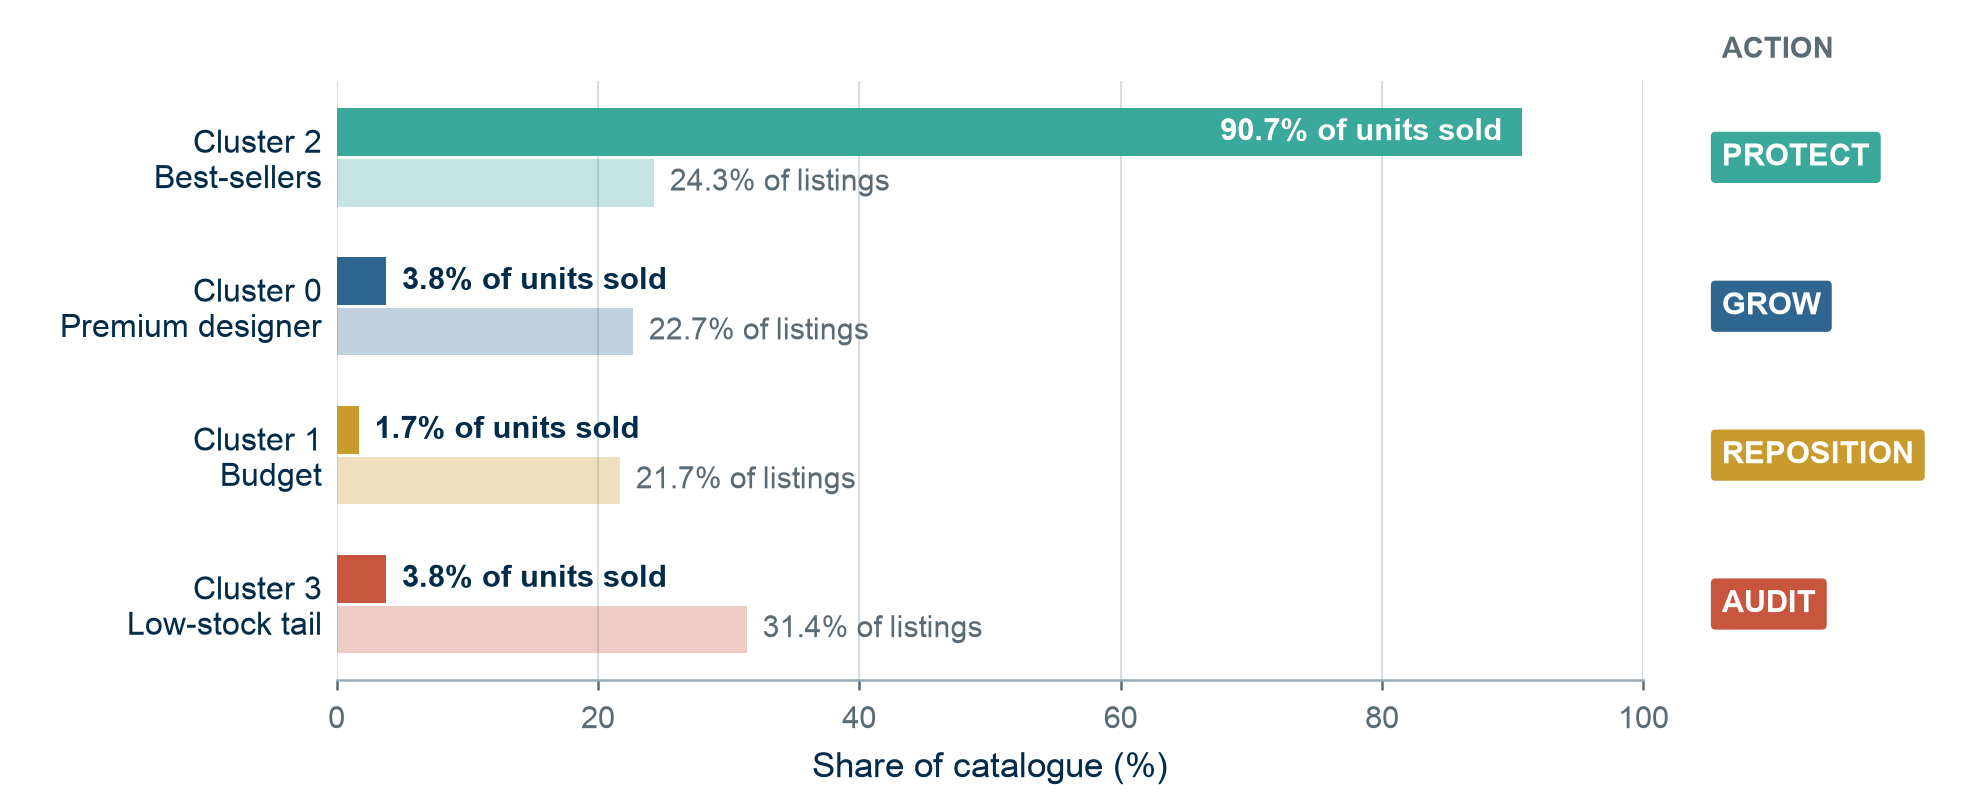 ACTION
Cluster 2
Best-sellers
90.7% of units sold
24.3% of listings
PROTECT
Cluster 0
Premium designer
3.8% of units sold
22.7% of listings
GROW
Cluster 1
Budget
1.7% of units sold
21.7% of listings
REPOSITION
Cluster 3
Low-stock tail
3.8% of units sold
31.4% of listings
AUDIT
0 20 40 60 80 100
Share of catalogue (%)